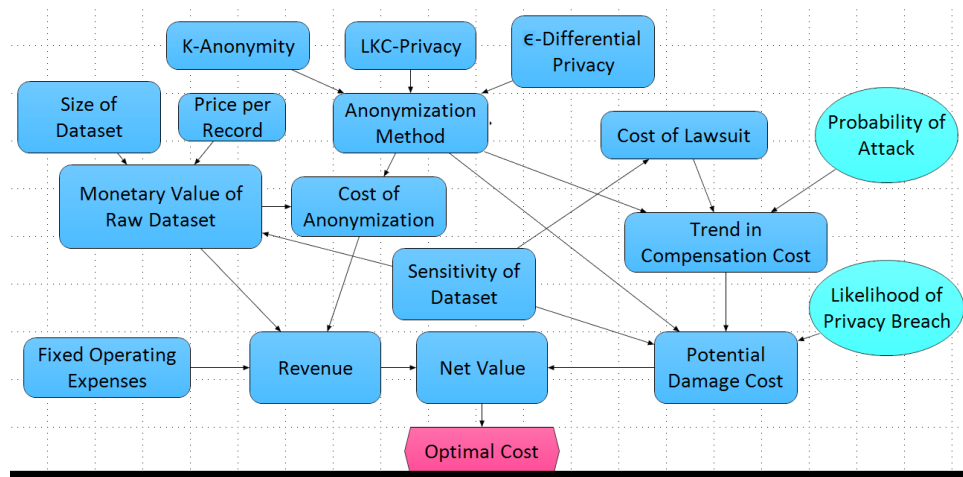 K-Anonymity
LKC-Privacy
ϵ-Differential
Privacy
Size of
Dataset
Price per
Record
Anonymization
Method
Cost of Lawsuit
Probability of
Attack
Monetary Value of
Raw Dataset
Cost of
Anonymization
Trend in
Compensation Cost
Sensitivity of
Dataset
Likelihood of
Privacy Breach
Fixed Operating
Expenses
Revenue
Net Value
Potential
Damage Cost
Optimal Cost